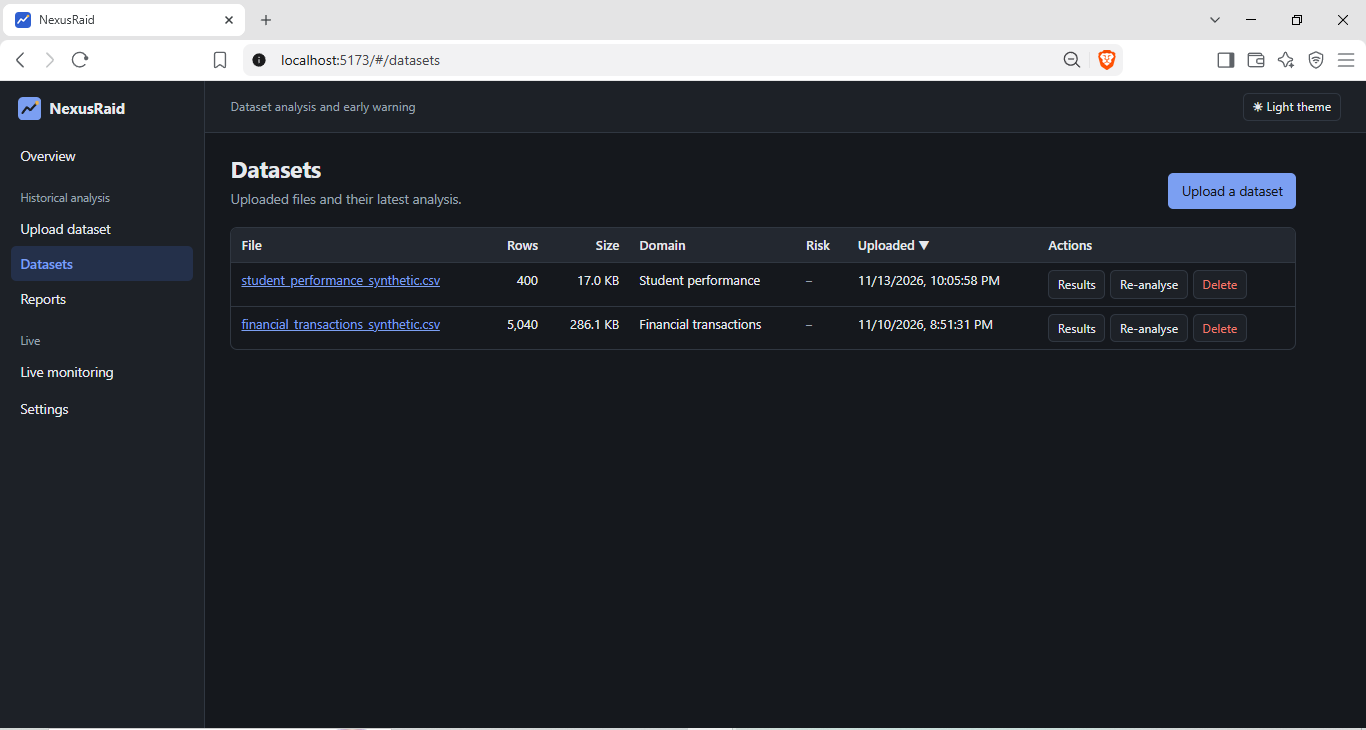 NexusRaid
localhost:5173/#/datasets
NexusRaid
Dataset analysis and early warning
☀ Light theme
Overview
Historical analysis
Upload dataset
Datasets
Reports
Live
Live monitoring
Settings
Datasets
Uploaded files and their latest analysis.
Upload a dataset
File Rows Size Domain Risk Uploaded ▼ Actions
student_performance_synthetic.csv 400 17.0 KB Student performance – 11/13/2026, 10:05:58 PM Results Re-analyse Delete
financial_transactions_synthetic.csv 5,040 286.1 KB Financial transactions – 11/10/2026, 8:51:31 PM Results Re-analyse Delete